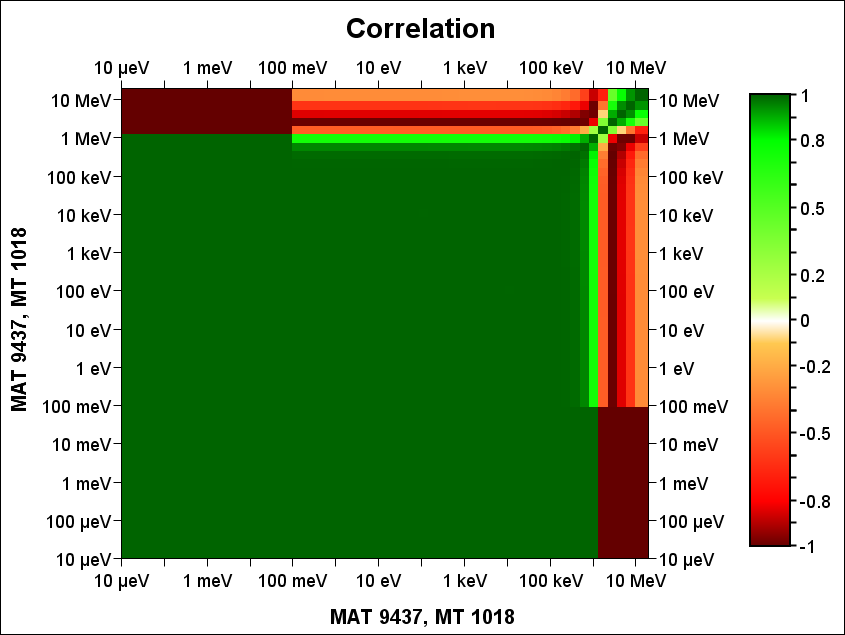 Correlation
10 µeV 1 meV 100 meV 10 eV 1 keV 100 keV 10 MeV
10 MeV 10 MeV 1
1 MeV 1 MeV 0.8
100 keV 100 keV
10 keV 10 keV 0.5
1 keV 1 keV 0.2
100 eV 100 eV
10 eV 10 eV 0
1 eV 1 eV -0.2
100 meV 100 meV -0.5
10 meV 10 meV
1 meV 1 meV -0.8
100 µeV 100 µeV
10 µeV 10 µeV -1
10 µeV 1 meV 100 meV 10 eV 1 keV 100 keV 10 MeV
MAT 9437, MT 1018
MAT 9437, MT 1018